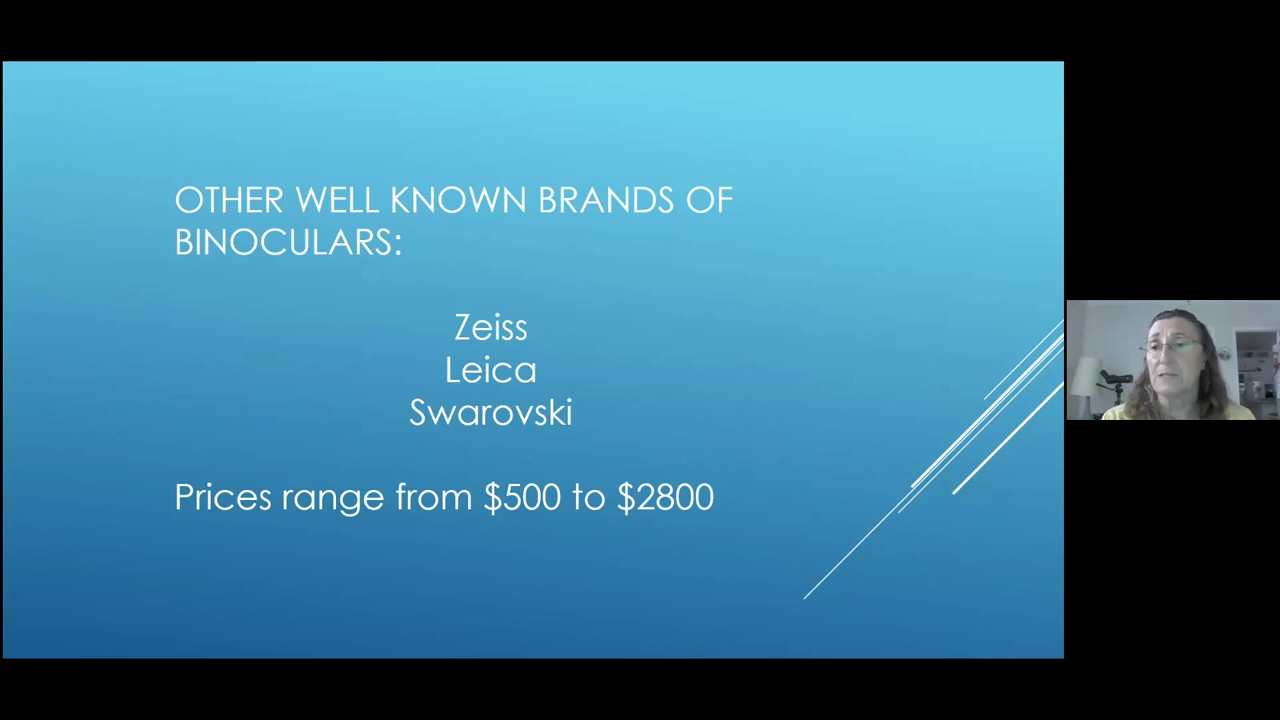 OTHER WELL KNOWN BRANDS OF
BINOCULARS:
Zeiss
Leica
Swarovski
Prices range from $500 to $2800